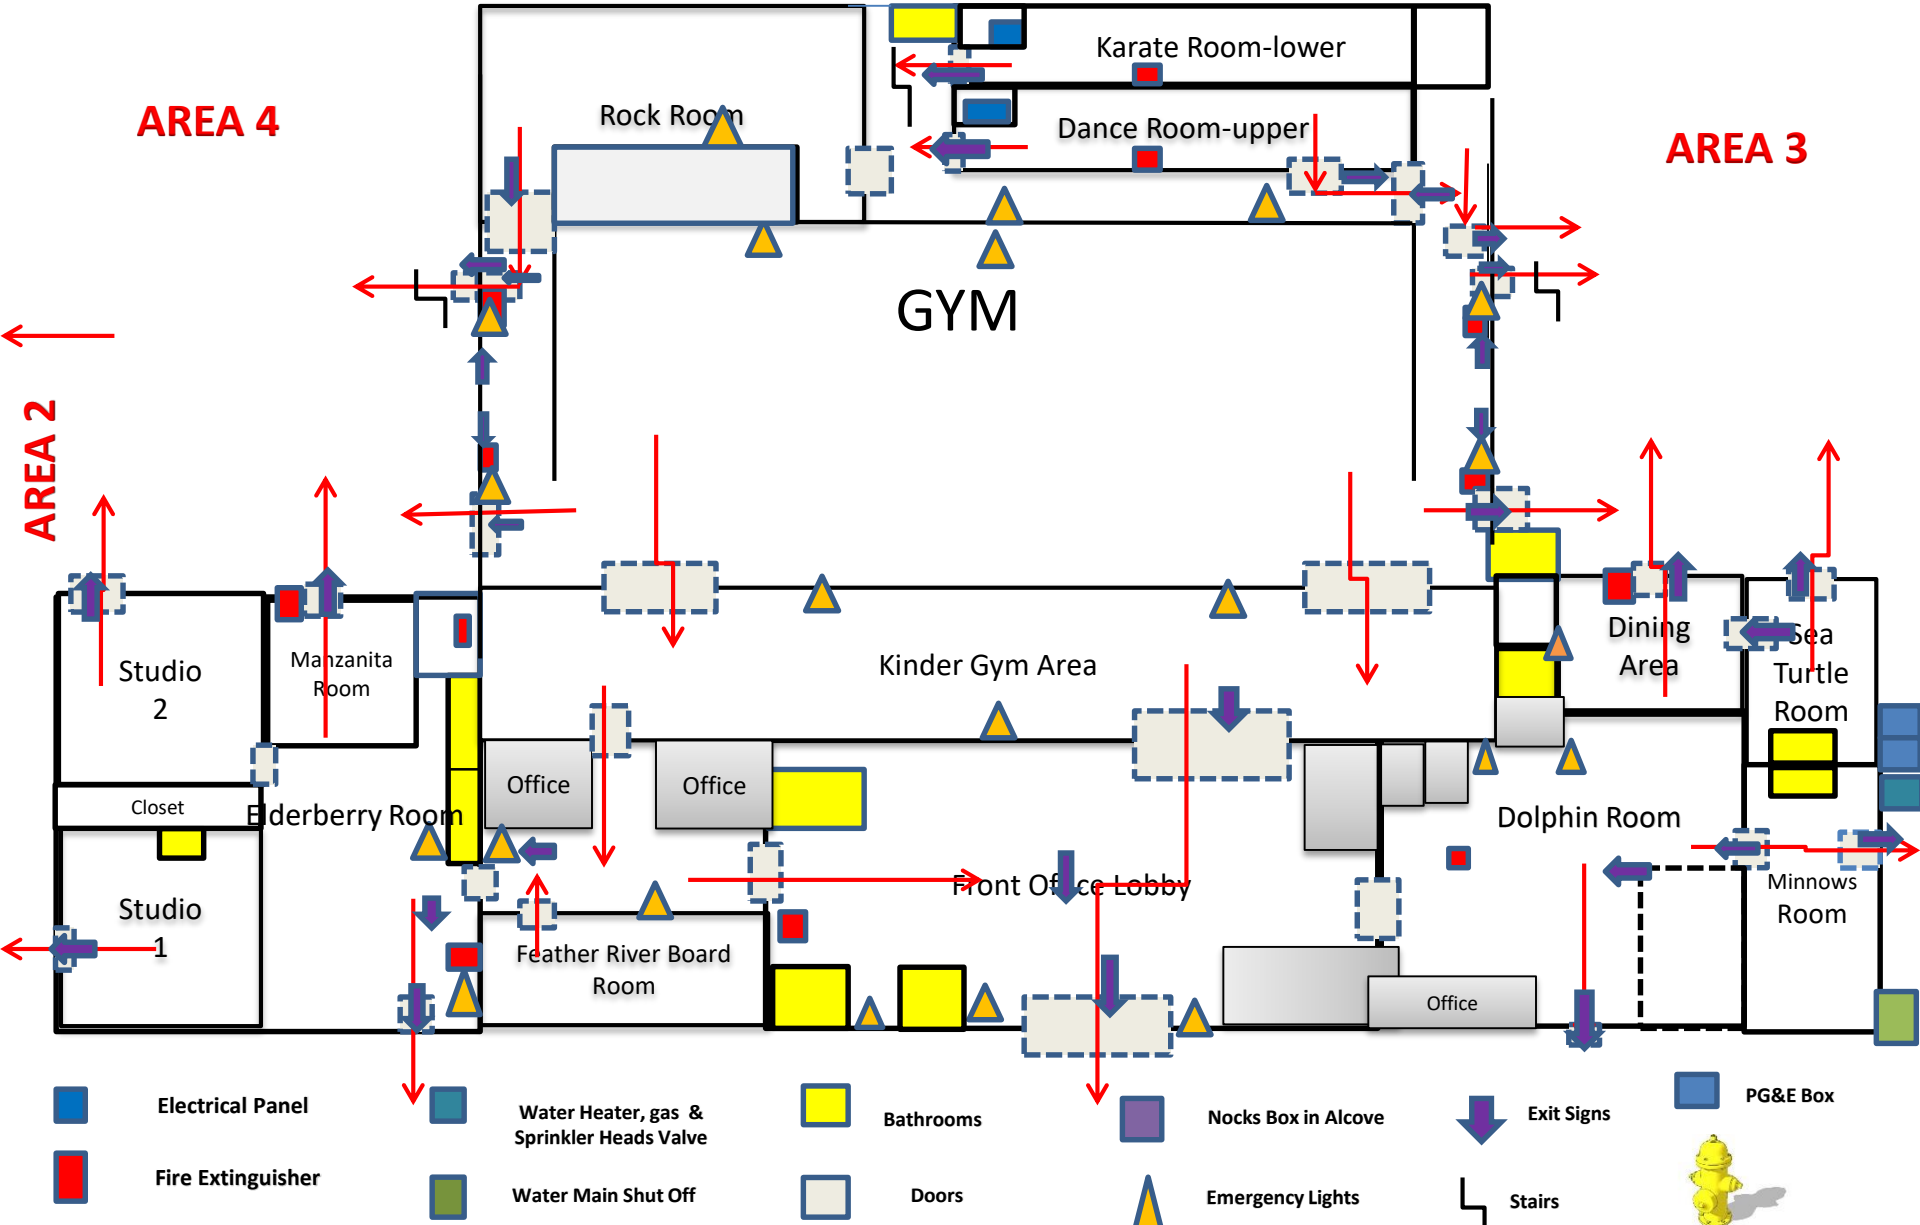 Karate Room-lower
AREA 4
Rock Room
Dance Room-upper
AREA 3
GYM
AREA 2
Studio
2
Manzanita
Room
Kinder Gym Area
Dining
Area
Sea
Turtle
Room
Closet
Elderberry Room
Office
Office
Dolphin Room
Studio
1
Front Office Lobby
Minnows
Room
Feather River Board
Room
Office
Electrical Panel
Water Heater, gas &
Sprinkler Heads Valve
Bathrooms
Nocks Box in Alcove
Exit Signs
PG&E Box
Fire Extinguisher
Water Main Shut Off
Doors
Emergency Lights
Stairs